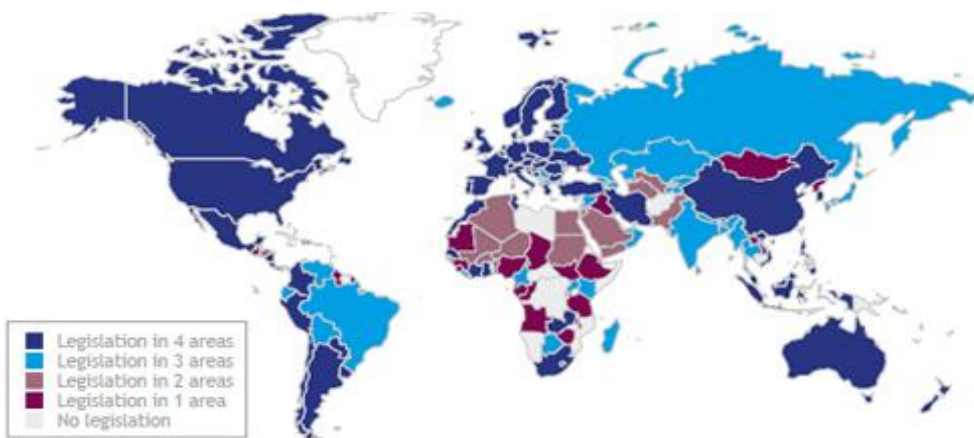 Legislation in 4 areas
Legislation in 3 areas
Legislation in 2 areas
Legislation in 1 area
No legislation